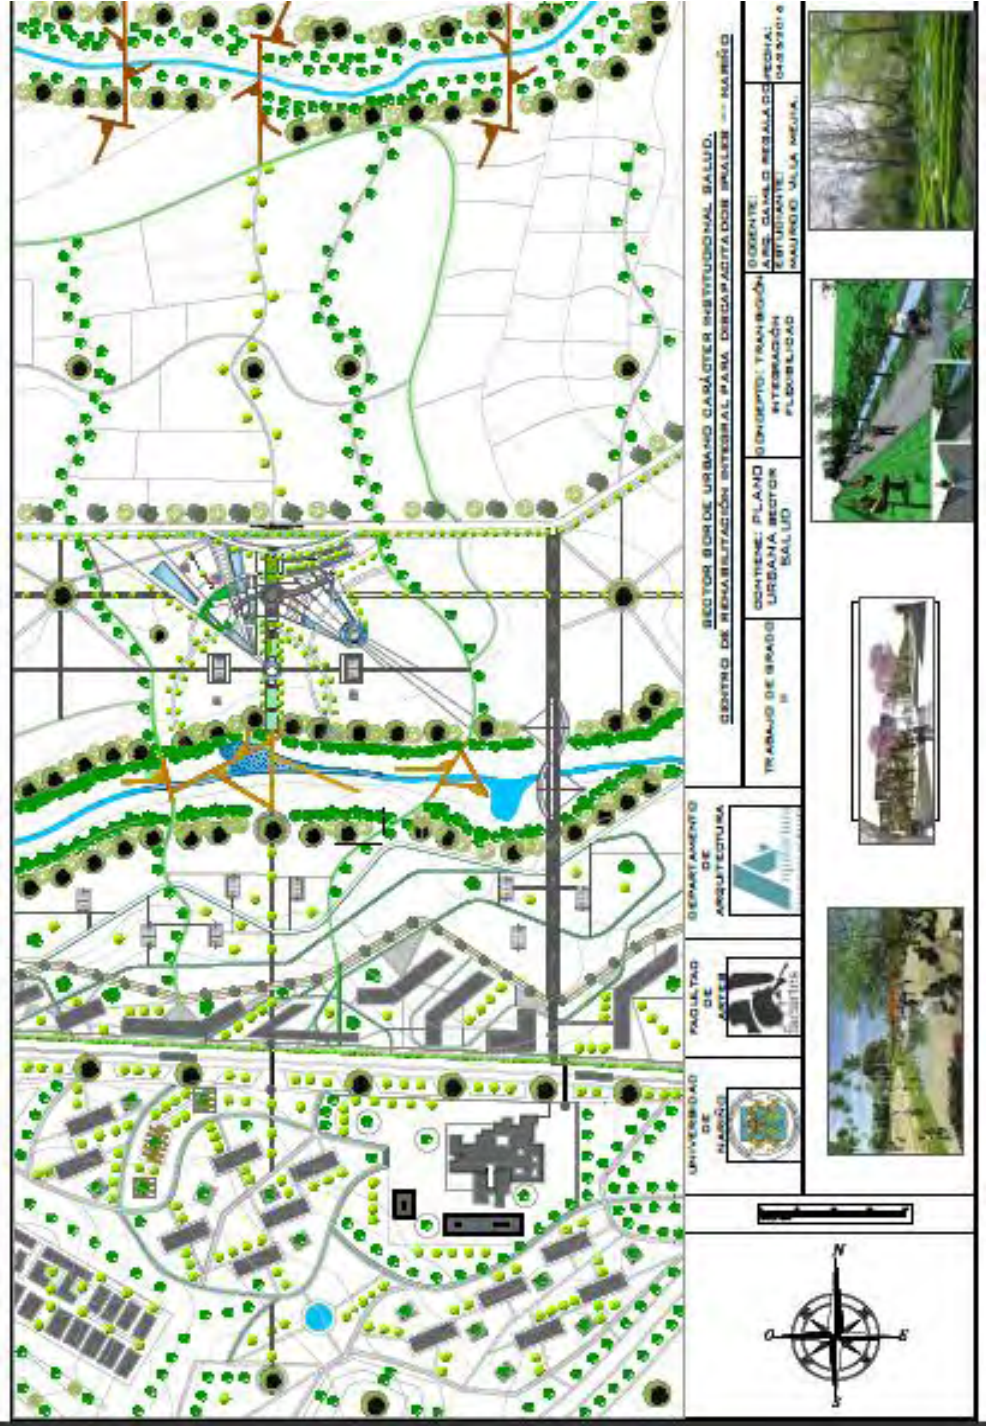 SECTOR BORDE URBANO CARÁCTER INSTITUCIONAL SALUD.
CENTRO DE REHABILITACIÓN INTEGRAL PARA DISCAPACITADOS
NARIÑO
UNIVERSIDAD
DE
NARIÑO
FACULTAD
DE
ARTES
DEPARTAMENTO
DE
ARQUITECTURA
TRABAJO DE GRADO
II
CONTIENE: PLANO
URBANA SECTOR
SALUD
CONCEPTO: TRANSICIÓN
INTEGRACIÓN
FLEXIBILIDAD
DOCENTE:
ARQ. CAMILO REGALADO
ESTUDIANTE:
MAURICIO VILLA MEJIA.
FECHA:
N
O
E
S